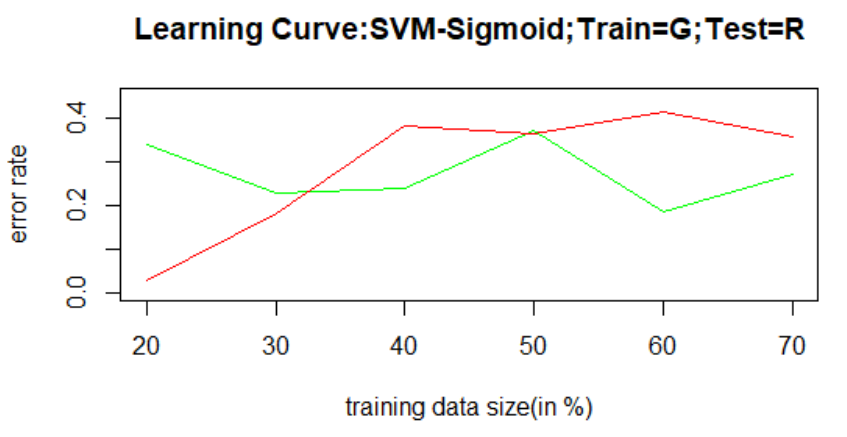 Learning Curve:SVM-Sigmoid;Train=G;Test=R
error rate
0.4
0.2
0.0
20 30 40 50 60 70
training data size(in %)